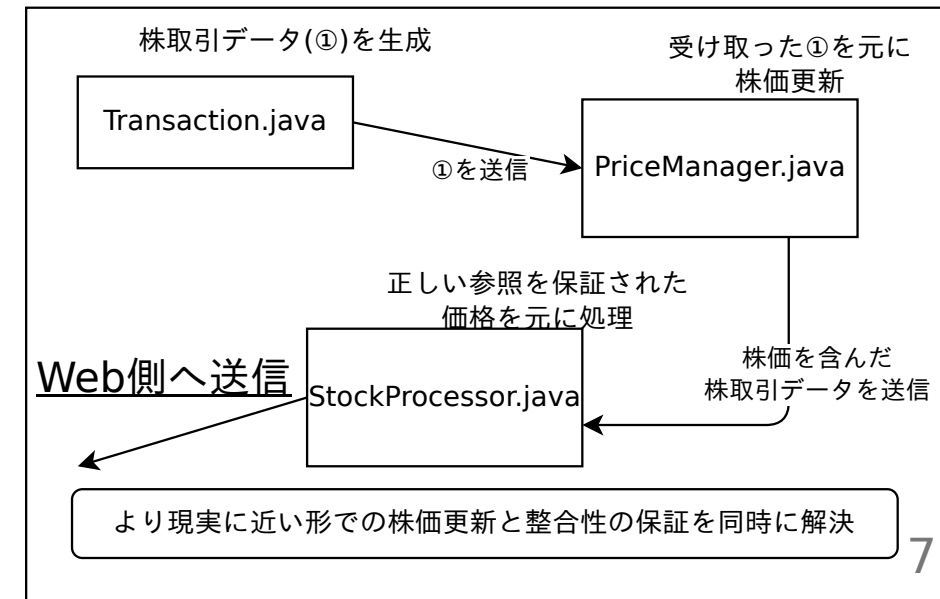 株取引データ(①)を生成
Transaction.java
①を送信
受け取った①を元に
株価更新
PriceManager.java
株価を含んだ
株取引データを送信
正しい参照を保証された
価格を元に処理
StockProcessor.java
Web側へ送信
より現実に近い形での株価更新と整合性の保証を同時に解決
7